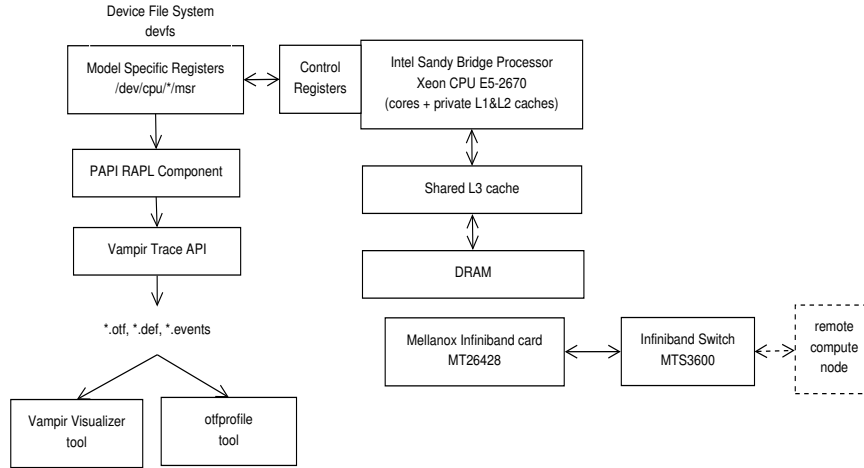 Device File System
devfs
Model Specific Registers
/dev/cpu/*/msr
Control
Registers
Intel Sandy Bridge Processor
Xeon CPU E5-2670
(cores + private L1&L2 caches)
PAPI RAPL Component
Shared L3 cache
Vampir Trace API
DRAM
*.otf, *.def, *.events
Mellanox Infiniband card
MT26428
Infiniband Switch
MTS3600
remote
compute
node
Vampir Visualizer
tool
otfprofile
tool